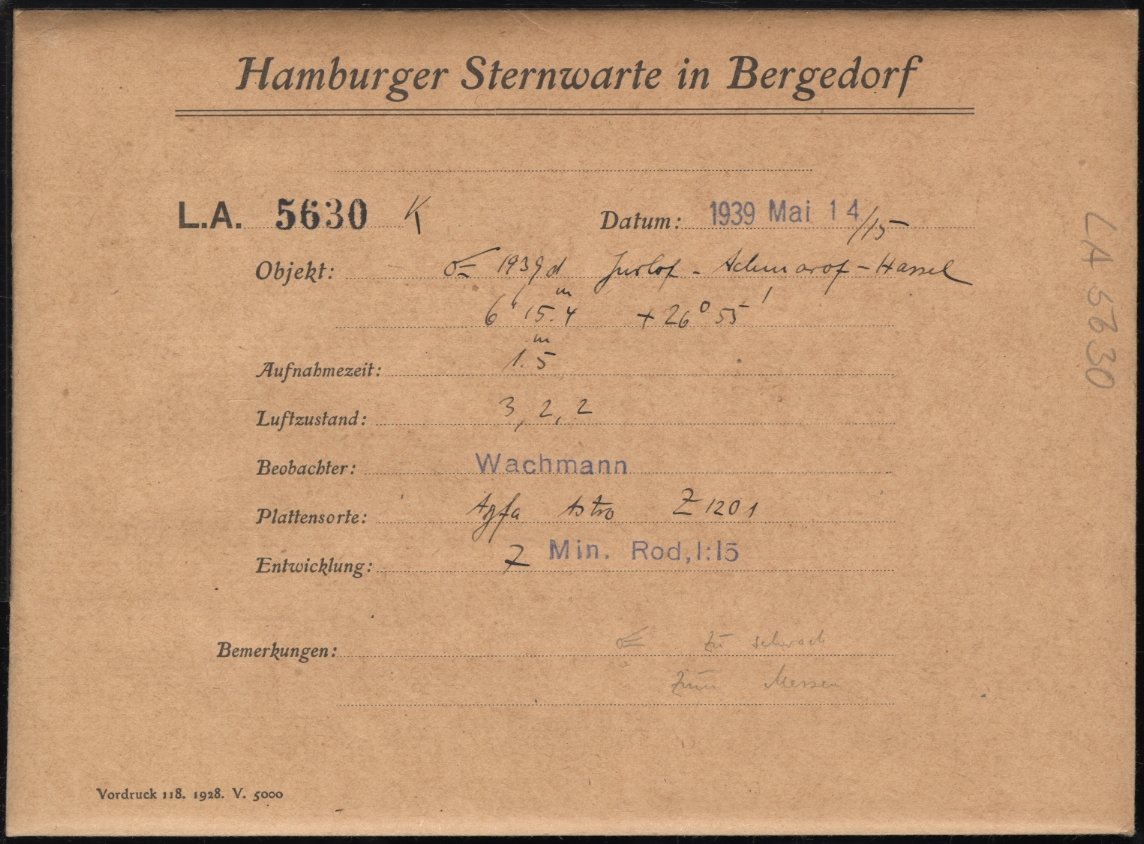 Hamburger Sternwarte in Bergedorf
L.A. 5630 K Datum: 1939 Mai 14/15
Objekt: ☄ 1939d Jurlof - Achmarof - Hassel
6h 15.m4 + 26° 55'
Aufnahmezeit: 1.m5
Luftzustand: 3, 2, 2
Beobachter: Wachmann
Plattensorte: Agfa Astro Z 1201
Entwicklung: 7 Min. Rod, 1:15
Bemerkungen: ☄ zu schwach
zum Messen
Vordruck 118. 1928. V. 5000
LA 5630